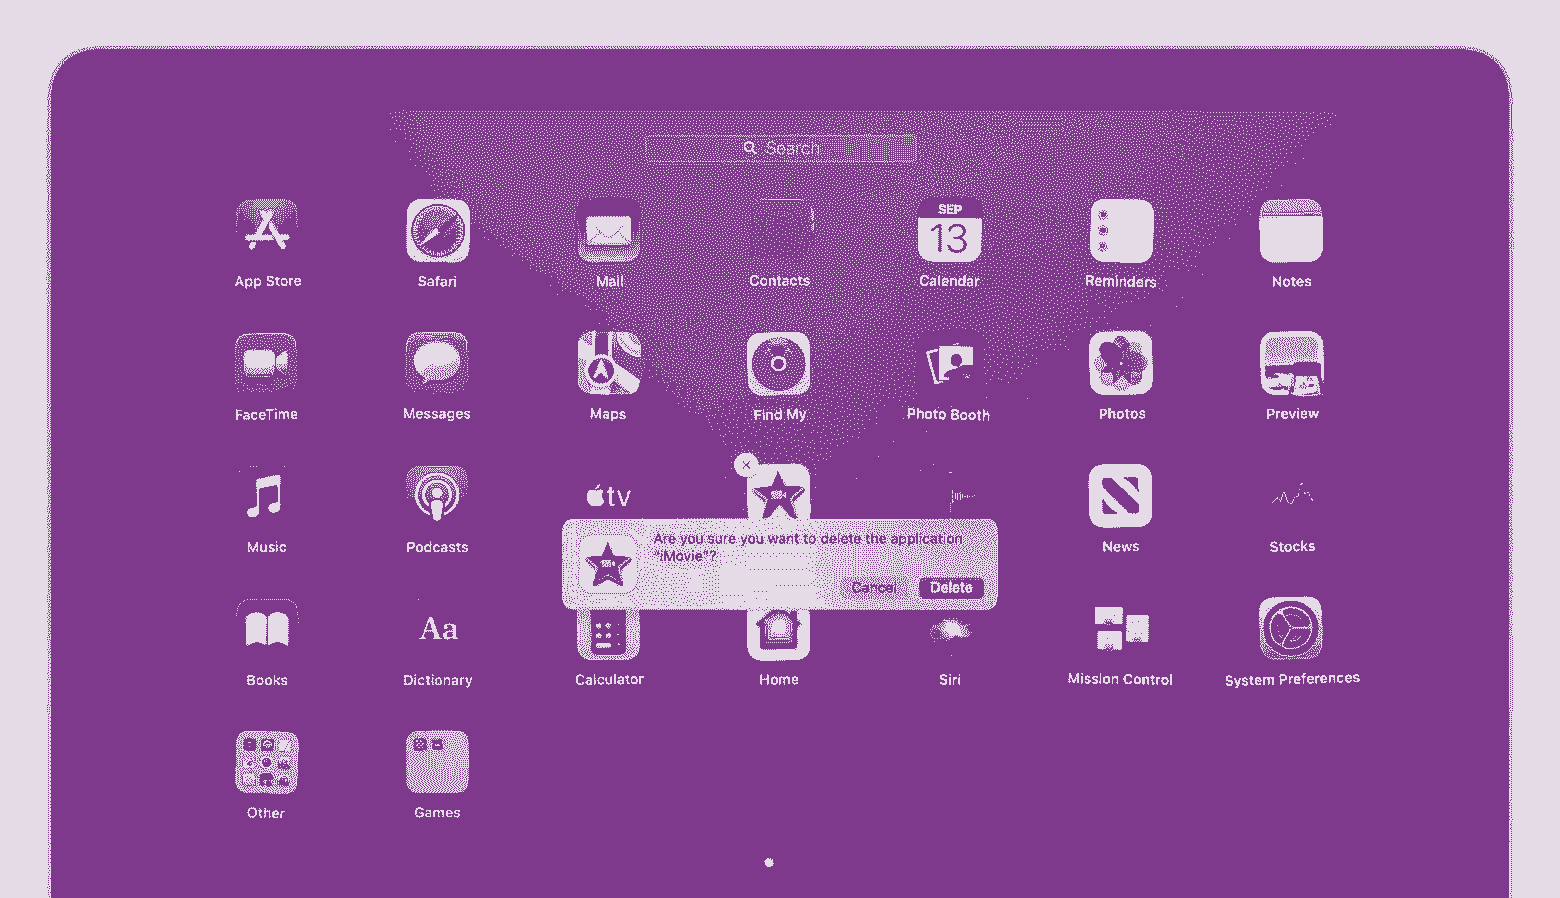 Search
App Store Safari Mail Contacts SEP 13 Calendar Reminders Notes
FaceTime Messages Maps Find My Photo Booth Photos Preview
Music Podcasts tv News Stocks
Are you sure you want to delete the application
"iMovie"?
Cancel Delete
Books Aa Dictionary Calculator Home Siri Mission Control System Preferences
Other Games